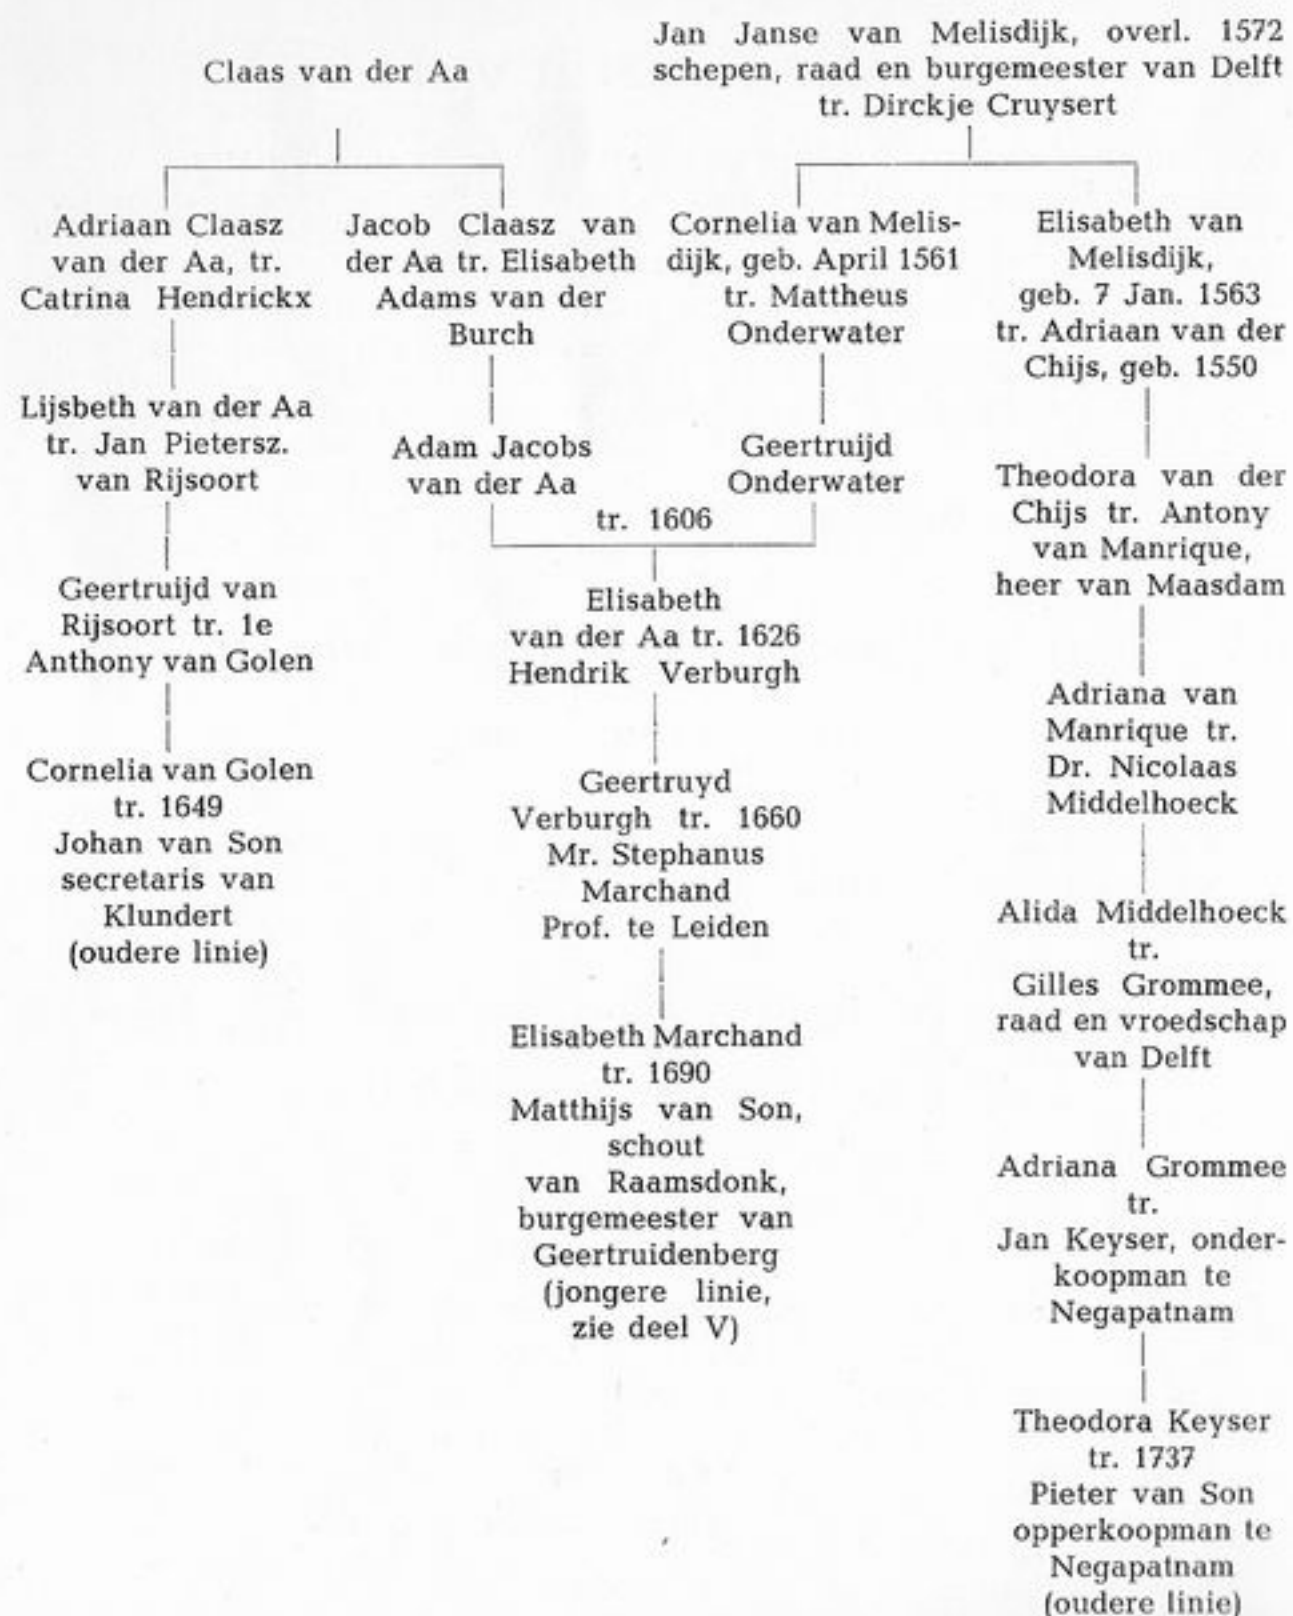 Claas van der Aa
Jan Janse van Melisdijk, overl. 1572
schepen, raad en burgemeester van Delft
tr. Dirckje Cruysert
Adriaan Claasz
van der Aa, tr.
Catrina Hendrickx
Lijsbeth van der Aa
tr. Jan Pietersz.
van Rijsoort
Geertruijd van
Rijsoort tr. 1e
Anthony van Golen
Cornelia van Golen
tr. 1649
Johan van Son
secretaris van
Klundert
(oudere linie)
Jacob Claasz van
der Aa tr. Elisabeth
Adams van der
Burch
Adam Jacobs
van der Aa
Cornelia van Melis-
dijk, geb. April 1561
tr. Mattheus
Onderwater
Geertruijd
Onderwater
tr. 1606
Elisabeth
van der Aa tr. 1626
Hendrik Verburgh
Geertruyd
Verburgh tr. 1660
Mr. Stephanus
Marchand
Prof. te Leiden
Elisabeth Marchand
tr. 1690
Matthijs van Son,
schout
van Raamsdonk,
burgemeester van
Geertruidenberg
(jongere linie,
zie deel V)
Elisabeth van
Melisdijk,
geb. 7 Jan. 1563
tr. Adriaan van der
Chijs, geb. 1550
Theodora van der
Chijs tr. Antony
van Manrique,
heer van Maasdam
Adriana van
Manrique tr.
Dr. Nicolaas
Middelhoeck
Alida Middelhoeck
tr.
Gilles Grommee,
raad en vroedschap
van Delft
Adriana Grommee
tr.
Jan Keyser, onder-
koopman te
Negapatnam
Theodora Keyser
tr. 1737
Pieter van Son
opperkoopman te
Negapatnam
(oudere linie)